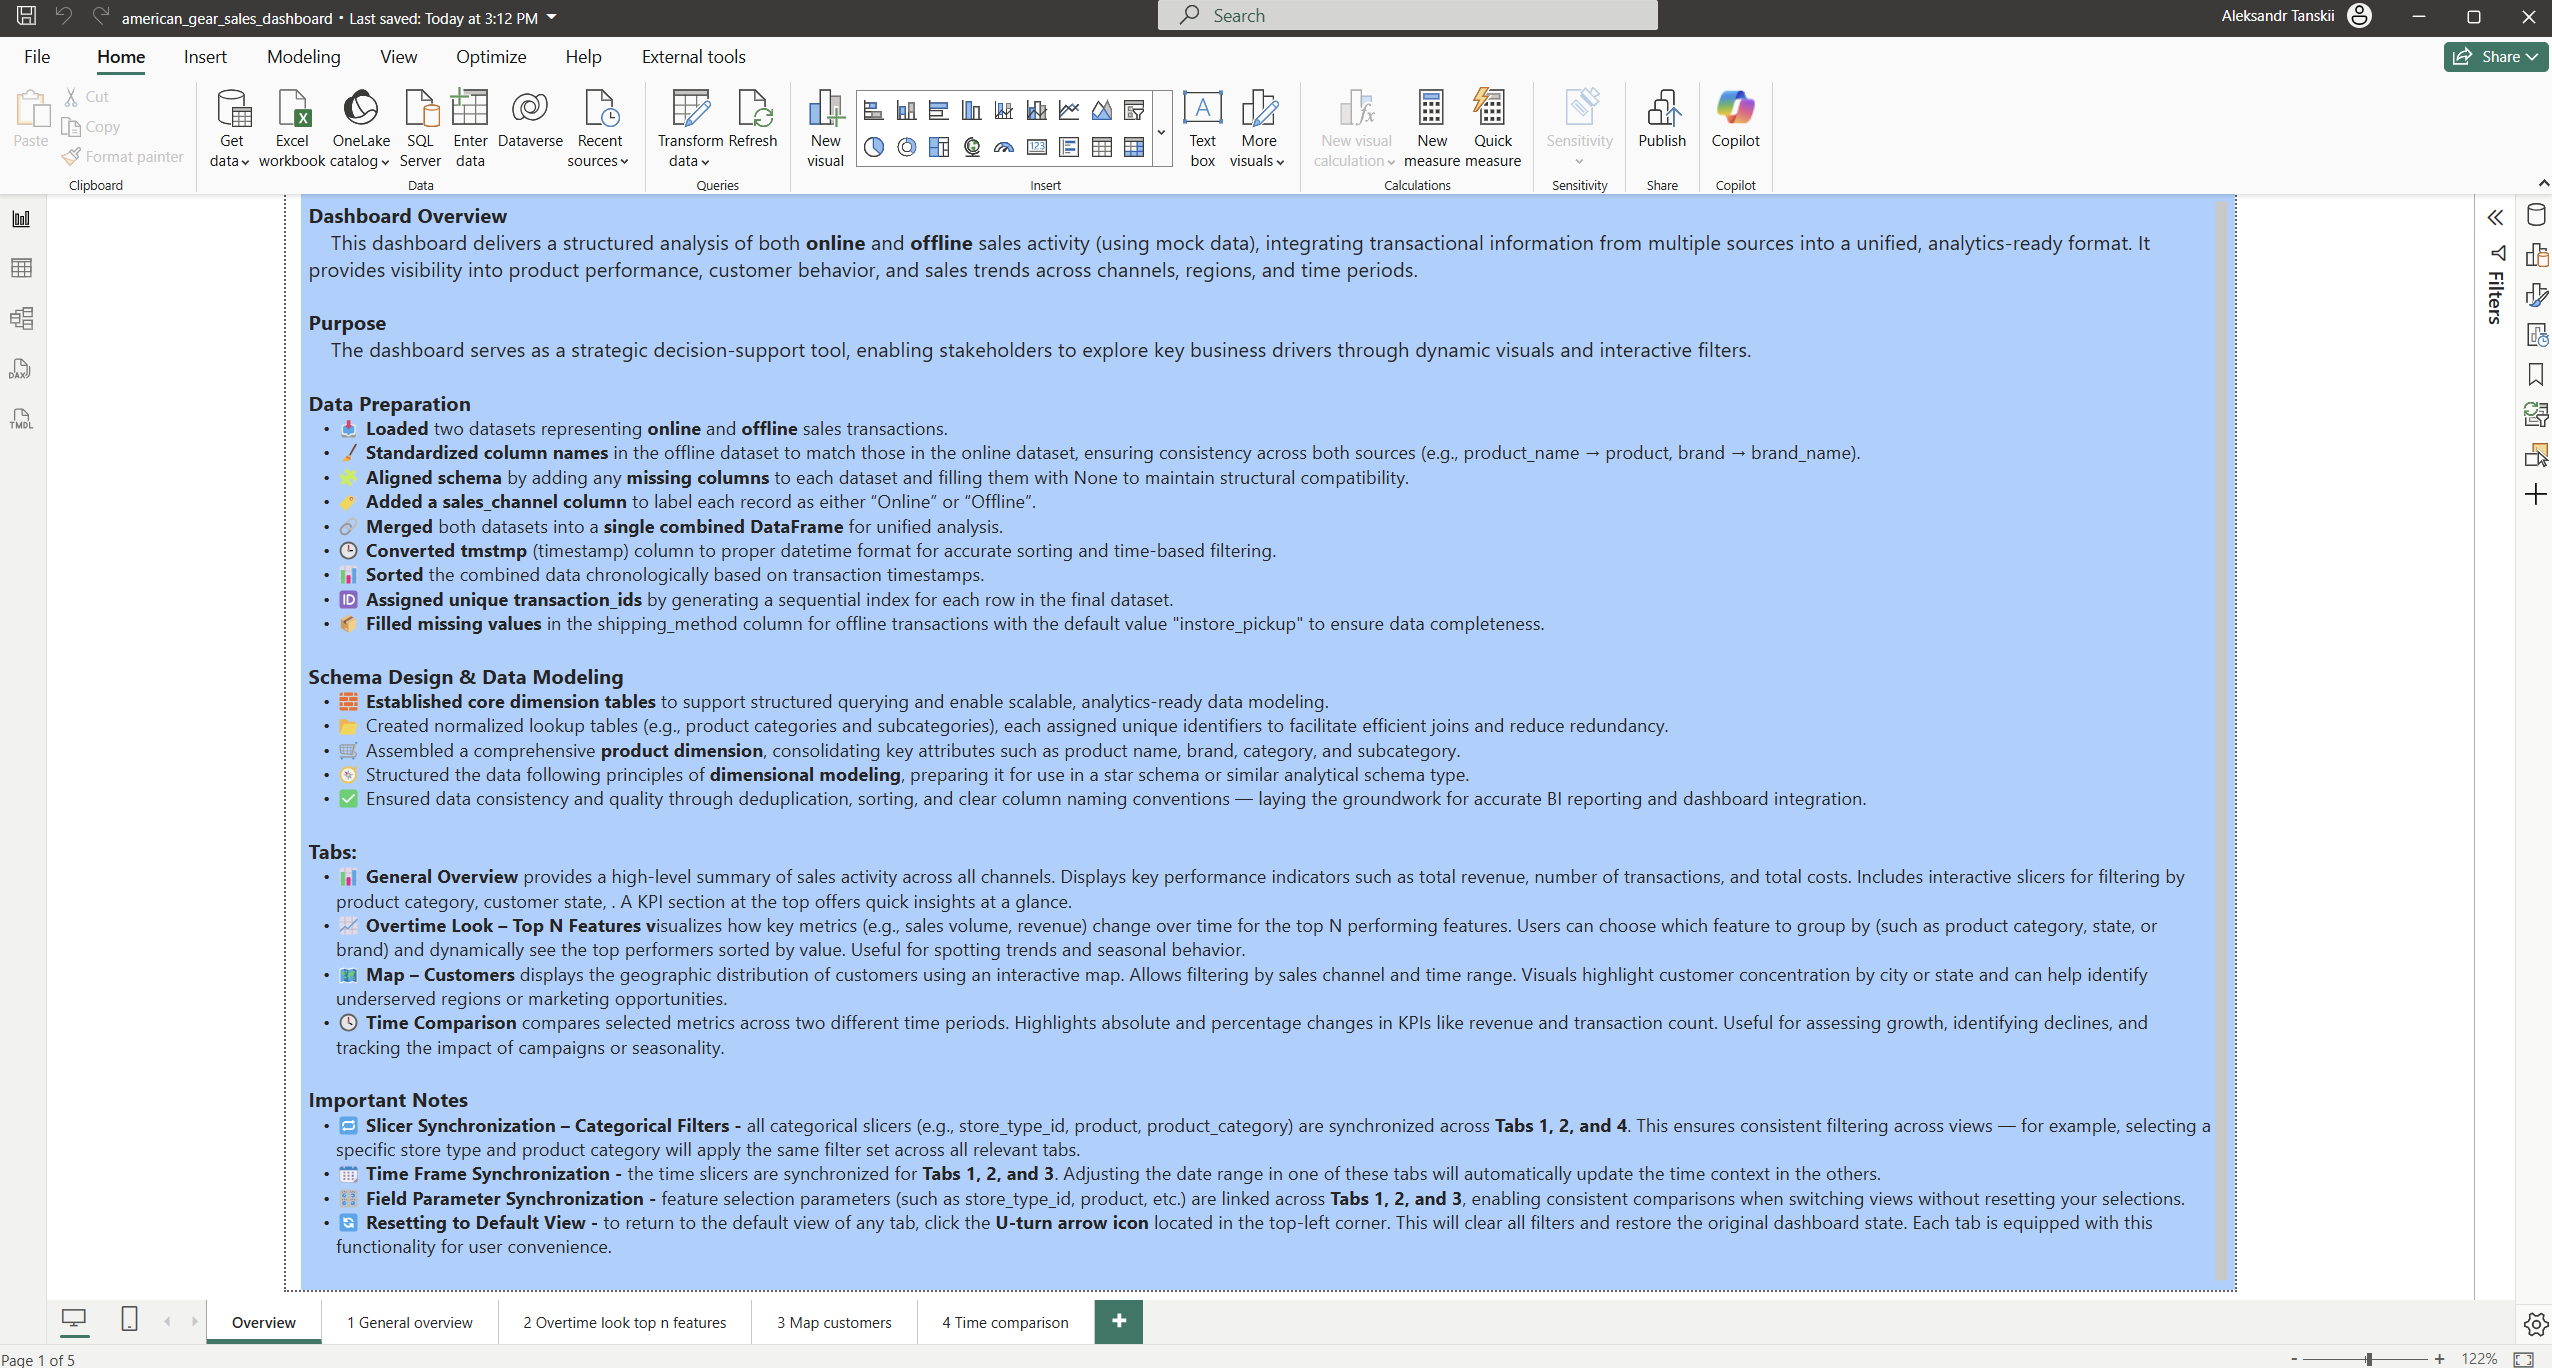 american_gear_sales_dashboard • Last saved: Today at 3:12 PM
Search
Aleksandr Tanskii
File Home Insert Modeling View Optimize Help External tools
Share
Paste
Cut
Copy
Format painter
Clipboard
Get data
Excel workbook
OneLake catalog
SQL Server
Enter data
Dataverse
Recent sources
Data
Transform data
Refresh
Queries
New visual
123
A
Text box
More visuals
Insert
New visual calculation
New measure
Quick measure
Calculations
Sensitivity
Sensitivity
Publish
Share
Copilot
Copilot
DAX
TMDL
Filters
Dashboard Overview
This dashboard delivers a structured analysis of both online and offline sales activity (using mock data), integrating transactional information from multiple sources into a unified, analytics-ready format. It
provides visibility into product performance, customer behavior, and sales trends across channels, regions, and time periods.
Purpose
The dashboard serves as a strategic decision-support tool, enabling stakeholders to explore key business drivers through dynamic visuals and interactive filters.
Data Preparation
• 📥 Loaded two datasets representing online and offline sales transactions.
• 🖌️ Standardized column names in the offline dataset to match those in the online dataset, ensuring consistency across both sources (e.g., product_name → product, brand → brand_name).
• 🧩 Aligned schema by adding any missing columns to each dataset and filling them with None to maintain structural compatibility.
• 🏷️ Added a sales_channel column to label each record as either “Online” or “Offline”.
• 🔗 Merged both datasets into a single combined DataFrame for unified analysis.
• 🕒 Converted tmstmp (timestamp) column to proper datetime format for accurate sorting and time-based filtering.
• 📊 Sorted the combined data chronologically based on transaction timestamps.
• 🆔 Assigned unique transaction_ids by generating a sequential index for each row in the final dataset.
• 📦 Filled missing values in the shipping_method column for offline transactions with the default value "instore_pickup" to ensure data completeness.
Schema Design & Data Modeling
• 🧱 Established core dimension tables to support structured querying and enable scalable, analytics-ready data modeling.
• 📂 Created normalized lookup tables (e.g., product categories and subcategories), each assigned unique identifiers to facilitate efficient joins and reduce redundancy.
• 🛒 Assembled a comprehensive product dimension, consolidating key attributes such as product name, brand, category, and subcategory.
• 🧭 Structured the data following principles of dimensional modeling, preparing it for use in a star schema or similar analytical schema type.
• ✅ Ensured data consistency and quality through deduplication, sorting, and clear column naming conventions — laying the groundwork for accurate BI reporting and dashboard integration.
Tabs:
• 📊 General Overview provides a high-level summary of sales activity across all channels. Displays key performance indicators such as total revenue, number of transactions, and total costs. Includes interactive slicers for filtering by
product category, customer state, . A KPI section at the top offers quick insights at a glance.
• 📈 Overtime Look – Top N Features visualizes how key metrics (e.g., sales volume, revenue) change over time for the top N performing features. Users can choose which feature to group by (such as product category, state, or
brand) and dynamically see the top performers sorted by value. Useful for spotting trends and seasonal behavior.
• 🗺️ Map – Customers displays the geographic distribution of customers using an interactive map. Allows filtering by sales channel and time range. Visuals highlight customer concentration by city or state and can help identify
underserved regions or marketing opportunities.
• 🕓 Time Comparison compares selected metrics across two different time periods. Highlights absolute and percentage changes in KPIs like revenue and transaction count. Useful for assessing growth, identifying declines, and
tracking the impact of campaigns or seasonality.
Important Notes
• 🔁 Slicer Synchronization – Categorical Filters - all categorical slicers (e.g., store_type_id, product, product_category) are synchronized across Tabs 1, 2, and 4. This ensures consistent filtering across views — for example, selecting a
specific store type and product category will apply the same filter set across all relevant tabs.
• 📅 Time Frame Synchronization - the time slicers are synchronized for Tabs 1, 2, and 3. Adjusting the date range in one of these tabs will automatically update the time context in the others.
• 🎛️ Field Parameter Synchronization - feature selection parameters (such as store_type_id, product, etc.) are linked across Tabs 1, 2, and 3, enabling consistent comparisons when switching views without resetting your selections.
• 🔄 Resetting to Default View - to return to the default view of any tab, click the U-turn arrow icon located in the top-left corner. This will clear all filters and restore the original dashboard state. Each tab is equipped with this
functionality for user convenience.
Overview 1 General overview 2 Overtime look top n features 3 Map customers 4 Time comparison +
Page 1 of 5
- + 122%